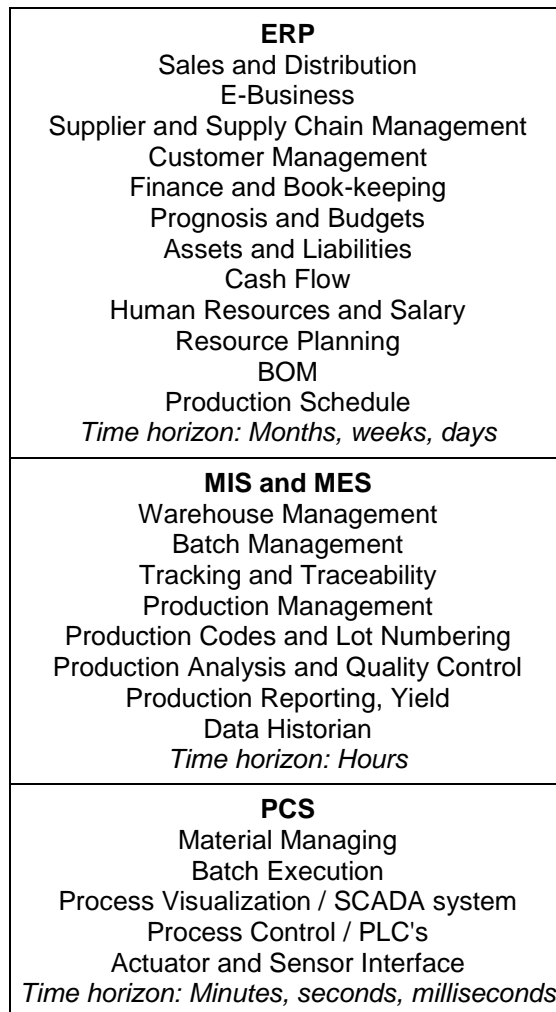 ERP
Sales and Distribution
E-Business
Supplier and Supply Chain Management
Customer Management
Finance and Book-keeping
Prognosis and Budgets
Assets and Liabilities
Cash Flow
Human Resources and Salary
Resource Planning
BOM
Production Schedule
Time horizon: Months, weeks, days
MIS and MES
Warehouse Management
Batch Management
Tracking and Traceability
Production Management
Production Codes and Lot Numbering
Production Analysis and Quality Control
Production Reporting, Yield
Data Historian
Time horizon: Hours
PCS
Material Managing
Batch Execution
Process Visualization / SCADA system
Process Control / PLC's
Actuator and Sensor Interface
Time horizon: Minutes, seconds, milliseconds